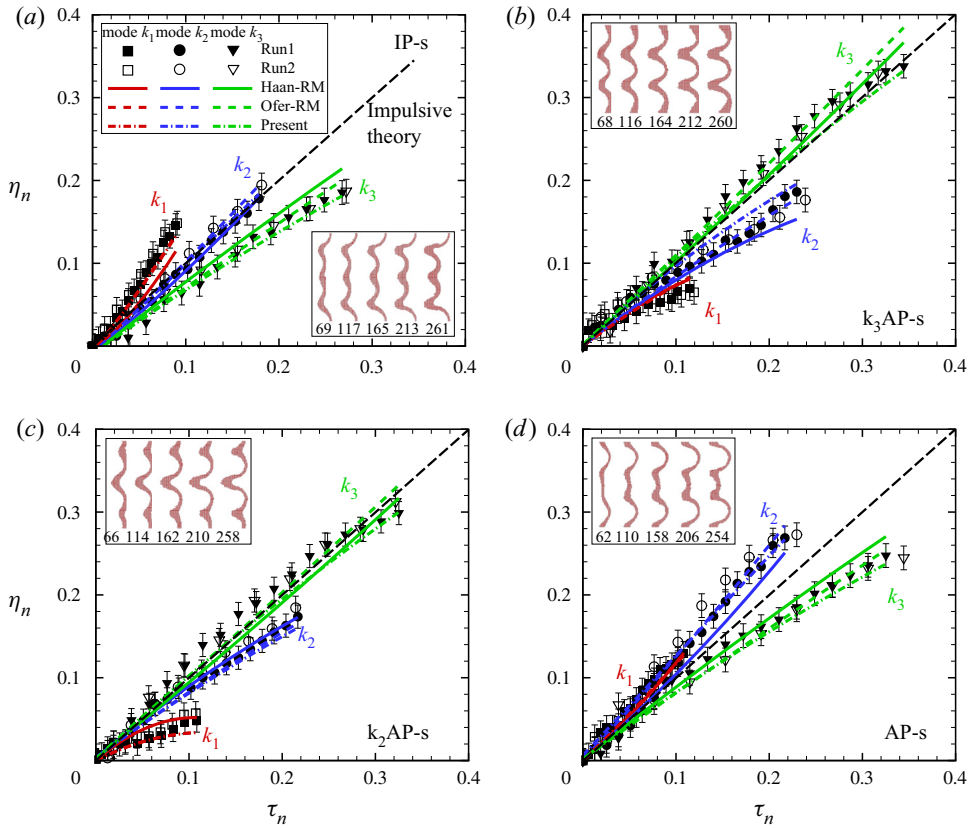 (a)
(b)
mode k1 mode k2 mode k3
Run1
Run2
Haan-RM
Ofer-RM
Present
IP-s
Impulsive
theory
k1
k2
k3
69 117 165 213 261
ηn
0.4
0.3
0.2
0.1
0
0.1
0.2
0.3
0.4
68 116 164 212 260
k3
k2
k1
k3AP-s
0.4
0.3
0.2
0.1
0
0.1
0.2
0.3
0.4
(c)
(d)
66 114 162 210 258
k3
k2
k1
k2AP-s
ηn
0.4
0.3
0.2
0.1
0
0.1
0.2
0.3
0.4
τn
62 110 158 206 254
k2
k1
k3
AP-s
0.4
0.3
0.2
0.1
0
0.1
0.2
0.3
0.4
τn